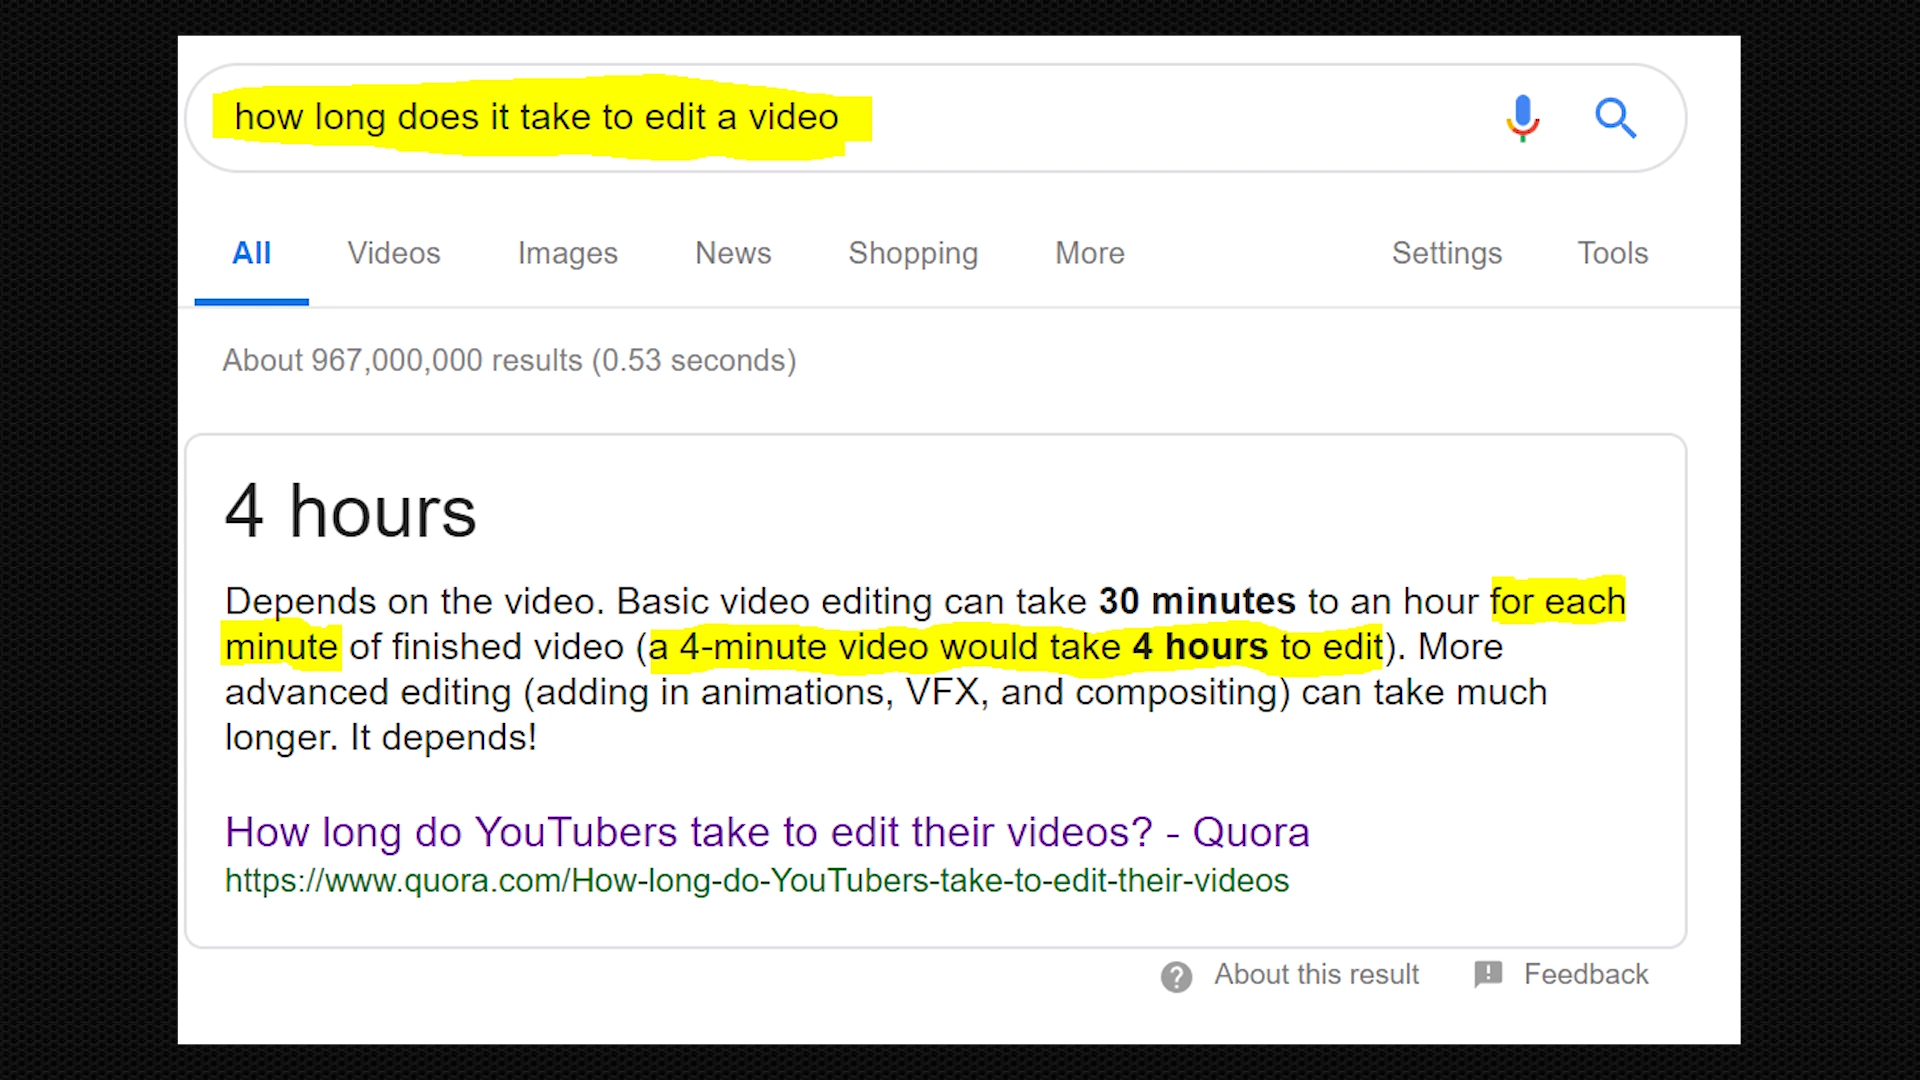 how long does it take to edit a video
All Videos Images News Shopping More Settings Tools
About 967,000,000 results (0.53 seconds)
4 hours
Depends on the video. Basic video editing can take 30 minutes to an hour for each
minute of finished video (a 4-minute video would take 4 hours to edit). More
advanced editing (adding in animations, VFX, and compositing) can take much
longer. It depends!
How long do YouTubers take to edit their videos? - Quora
https://www.quora.com/How-long-do-YouTubers-take-to-edit-their-videos
About this result Feedback